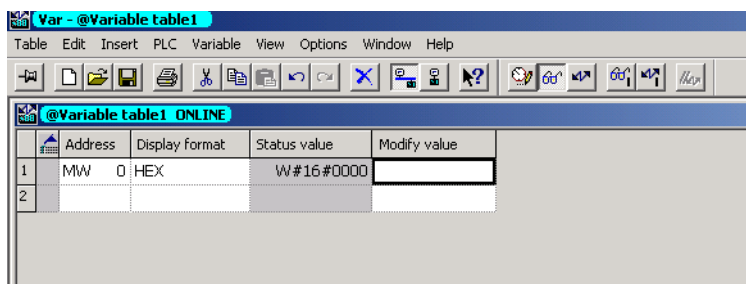 Var - @Variable table1
Table Edit Insert PLC Variable View Options Window Help
@Variable table1 ONLINE
Address Display format Status value Modify value
1 MW 0 HEX W#16#0000
2